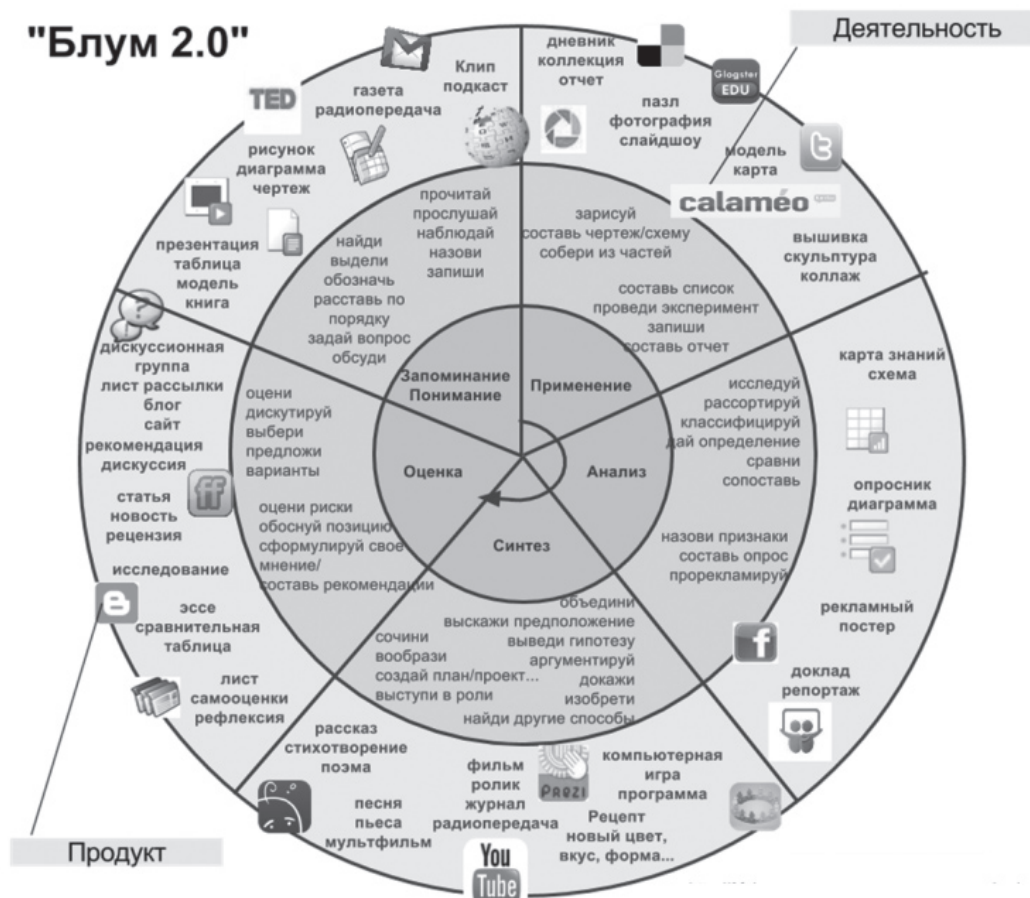 "Блум 2.0"
Деятельность
Продукт
Клип
подкаст
газета
радиопередача
TED
рисунок
диаграмма
чертеж
презентация
таблица
модель
книга
дневник
коллекция
отчет
Glogster
EDU
пазл
фотография
слайдшоу
модель
карта
calaméo
вышивка
скульптура
коллаж
карта знаний
схема
опросник
диаграмма
рекламный
постер
доклад
репортаж
компьютерная
игра
программа
Рецепт
новый цвет,
вкус, форма...
PREZI
фильм
ролик
журнал
радиопередача
You
Tube
рассказ
стихотворение
поэма
песня
пьеса
мультфильм
дискуссионная
группа
лист рассылки
блог
сайт
рекомендация
дискуссия
статья
новость
рецензия
исследование
эссе
сравнительная
таблица
лист
самооценки
рефлексия
прочитай
прослушай
наблюдай
назови
запиши
найди
выдели
обозначь
расставь по
порядку
задай вопрос
обсуди
зарисуй
составь чертеж/схему
собери из частей
составь список
проведи эксперимент
запиши
составь отчет
исследуй
рассортируй
классифицируй
дай определение
сравни
сопоставь
назови признаки
составь опрос
прорекламируй
объедини
выскажи предположение
выведи гипотезу
аргументируй
докажи
изобрети
найди другие способы
сочини
вообрази
создай план/проект...
выступи в роли
оцени
дискутируй
выбери
предложи
варианты
оцени риски
обоснуй позицию
сформулируй свое
мнение/
составь рекомендации
Запоминание
Понимание
Применение
Анализ
Синтез
Оценка